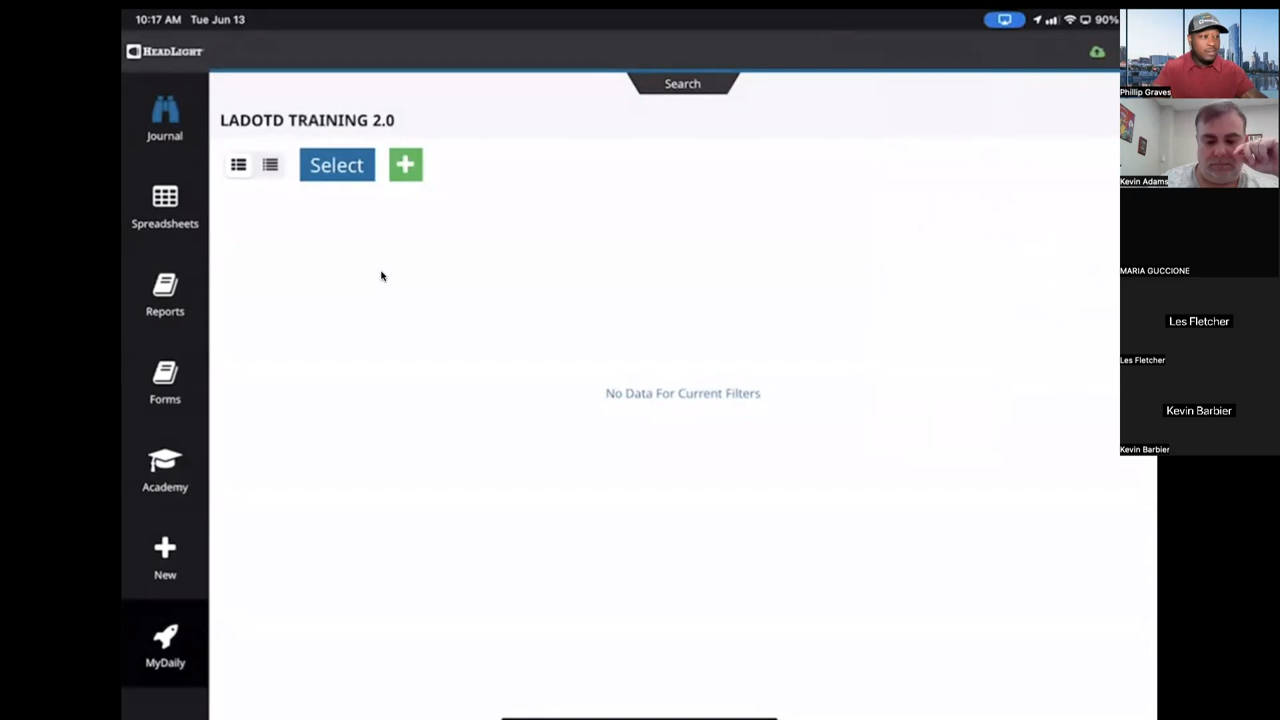 10:17 AM Tue Jun 13
90%
HEADLIGHT
Search
Journal
LADOTD TRAINING 2.0
Select
Spreadsheets
Reports
No Data For Current Filters
Forms
Academy
New
MyDaily
Phillip Graves
Kevin Adams
MARIA GUCCIONE
Les Fletcher
Les Fletcher
Kevin Barbier
Kevin Barbier